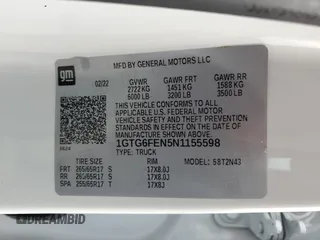 gm
MFD BY GENERAL MOTORS LLC
02/22 GVWR GAWR FRT GAWR RR
2722 KG 1451 KG 1588 KG
6000 LB 3200 LB 3500 LB
THIS VEHICLE CONFORMS TO ALL APPLICABLE
U.S. FEDERAL MOTOR VEHICLE SAFETY AND
THEFT PREVENTION STANDARDS IN EFFECT ON
THE DATE OF MANUFACTURE SHOWN ABOVE.
1GTG6FEN5N1155598
TYPE: TRUCK
TIRE SIZE RIM MODEL: 58T2N43
FRT 265/65R17 S 17X8.0J
RR 265/65R17 S 17X8.0J
SPA 255/65R17 17X8J
DREAMBID